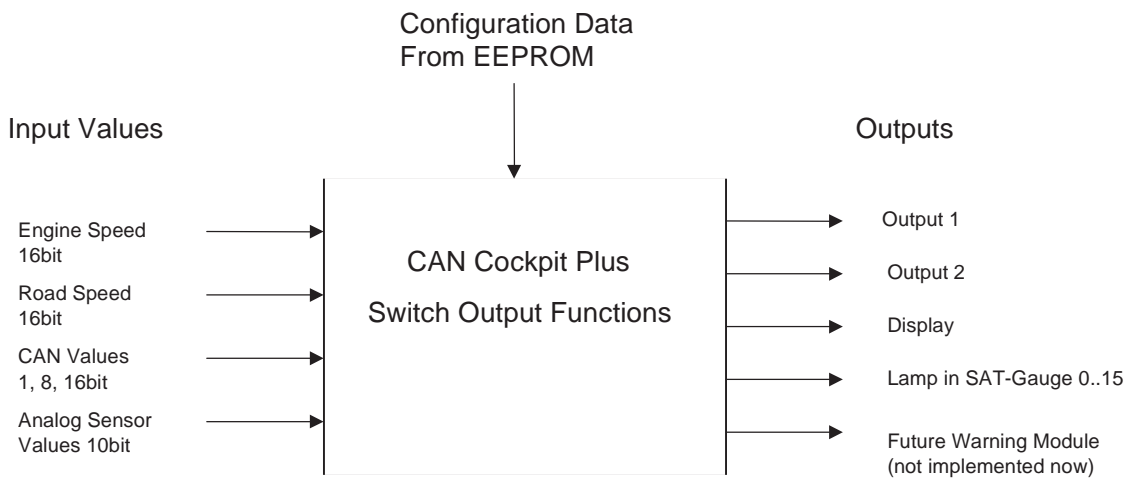 Configuration Data
From EEPROM
Input Values
Outputs
Engine Speed
16bit
Road Speed
16bit
CAN Values
1, 8, 16bit
Analog Sensor
Values 10bit
CAN Cockpit Plus
Switch Output Functions
Output 1
Output 2
Display
Lamp in SAT-Gauge 0..15
Future Warning Module
(not implemented now)